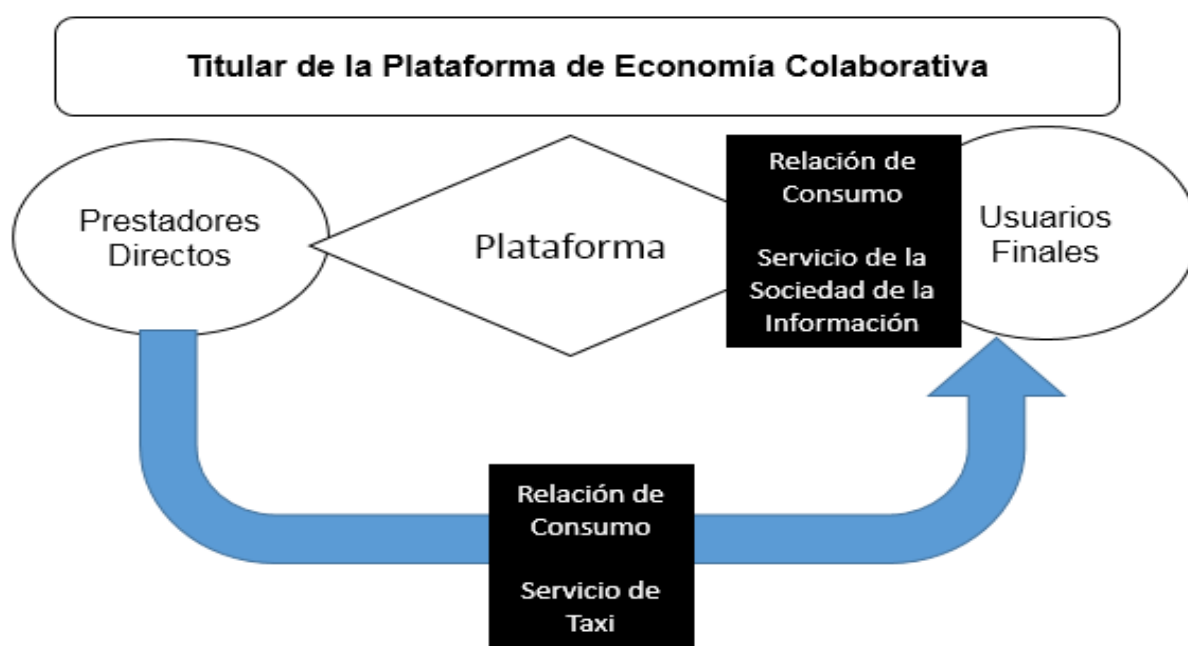 Titular de la Plataforma de Economía Colaborativa
Prestadores
Directos
Plataforma
Relación de
Consumo
Servicio de la
Sociedad de la
Información
Usuarios
Finales
Relación de
Consumo
Servicio de
Taxi